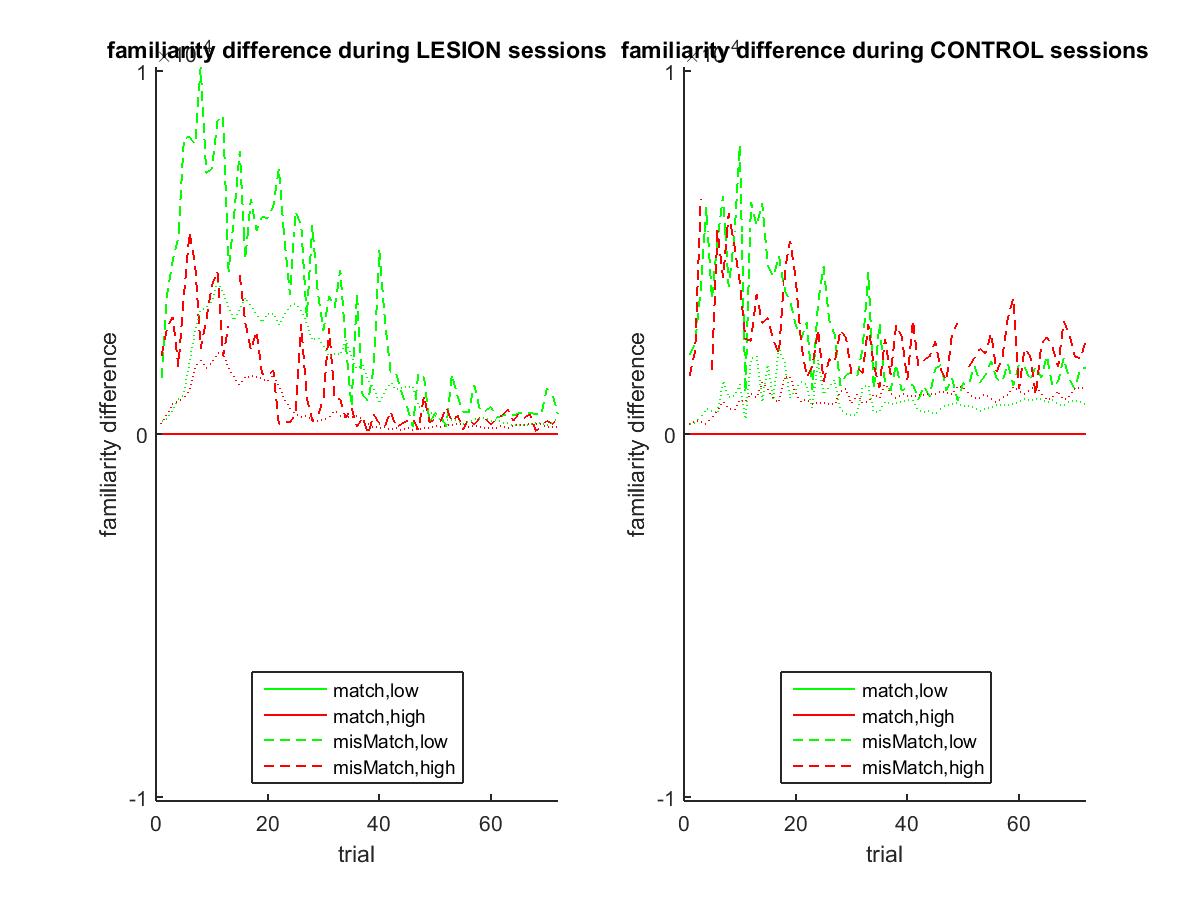 familiarity difference during LESION sessions
familiarity difference during CONTROL sessions
1
0
-1
familiarity difference
0
20
40
60
trial
match,low
match,high
misMatch,low
misMatch,high
1
0
-1
familiarity difference
0
20
40
60
trial
match,low
match,high
misMatch,low
misMatch,high